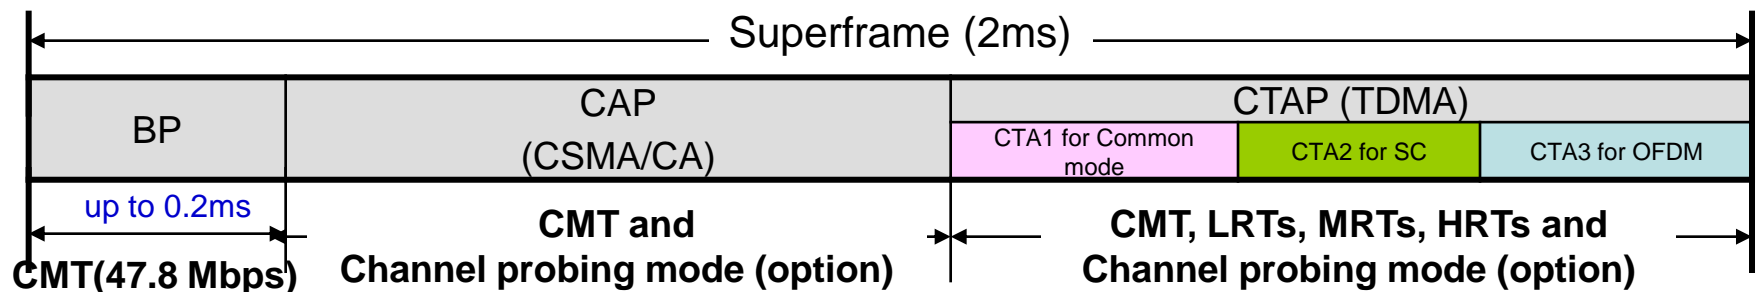 Superframe (2ms)
BP
CAP
(CSMA/CA)
CTAP (TDMA)
CTA1 for Common
mode
CTA2 for SC
CTA3 for OFDM
up to 0.2ms
CMT(47.8 Mbps)
CMT and
Channel probing mode (option)
CMT, LRTs, MRTs, HRTs and
Channel probing mode (option)